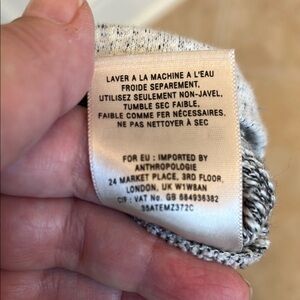 LAVER A LA MACHINE A L'EAU
FROIDE SEPAREMENT,
UTILISEZ SEULEMENT NON-JAVEL,
TUMBLE SEC FAIBLE,
FAIBLE COMME FER NÉCESSAIRES,
NE PAS NETTOYER À SEC
FOR EU : IMPORTED BY
ANTHROPOLOGIE
24 MARKET PLACE, 3RD FLOOR,
LONDON, UK W1W8AN
CIF : VAT No. GB 684936382
35ATEMZ372C